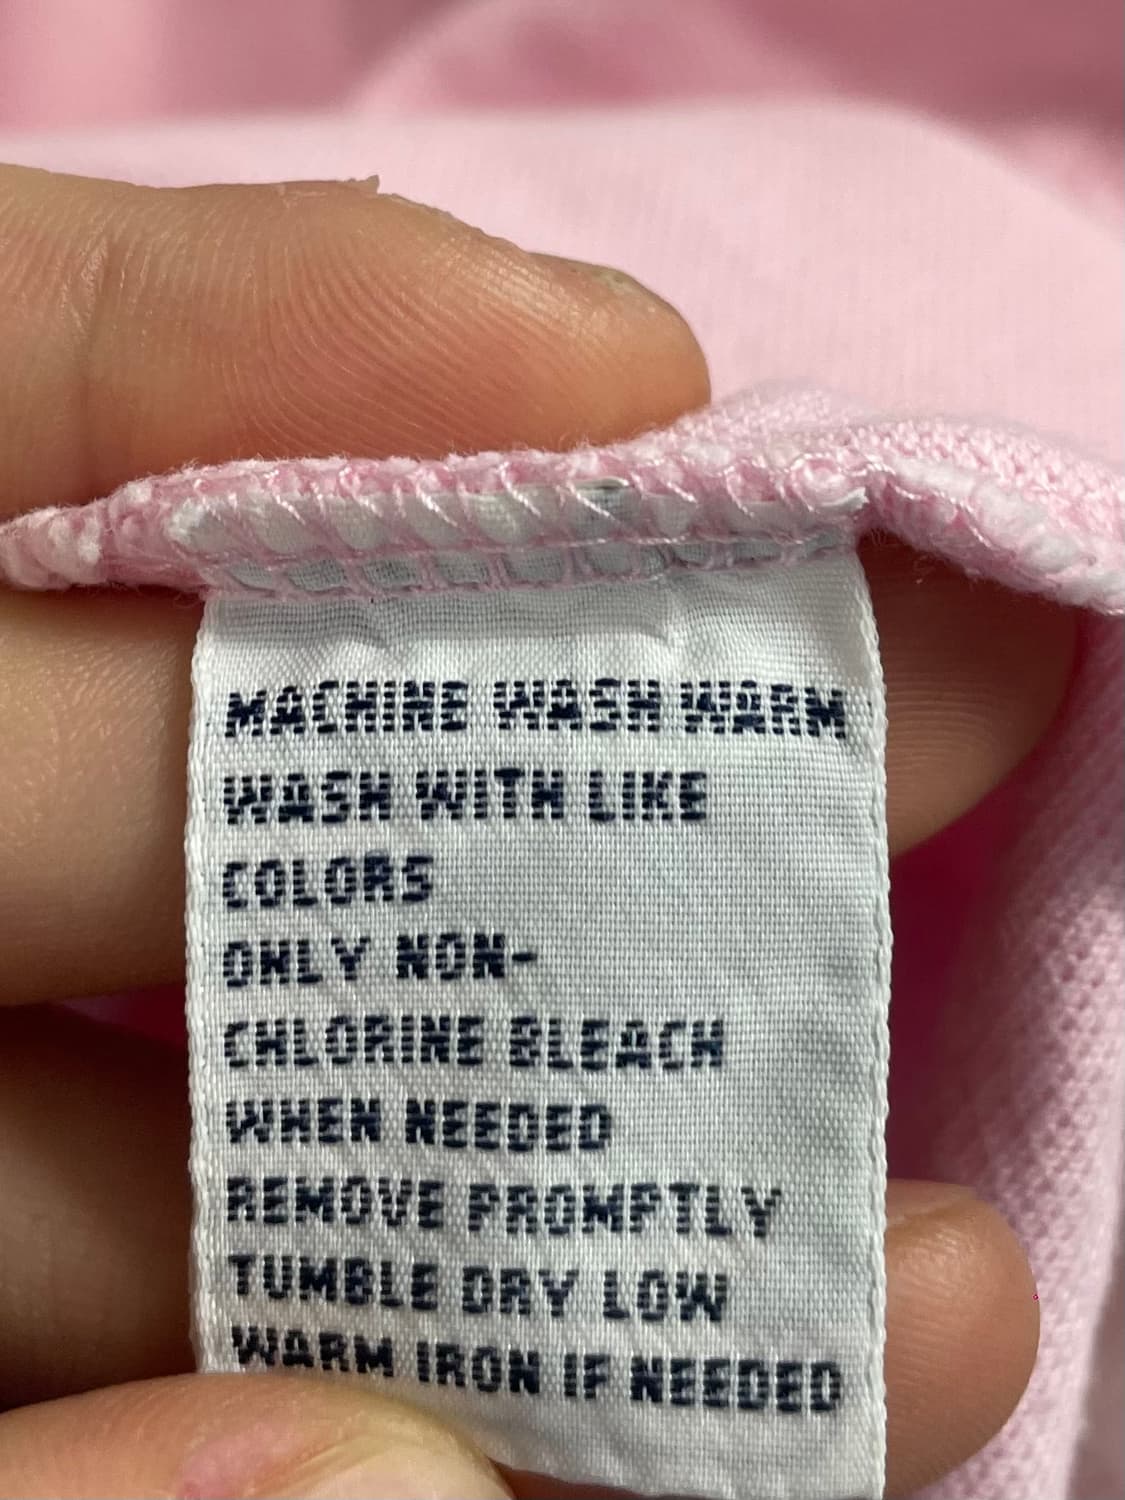 MACHINE WASH WARM
WASH WITH LIKE
COLORS
ONLY NON-
CHLORINE BLEACH
WHEN NEEDED
REMOVE PROMPTLY
TUMBLE DRY LOW
WARM IRON IF NEEDED